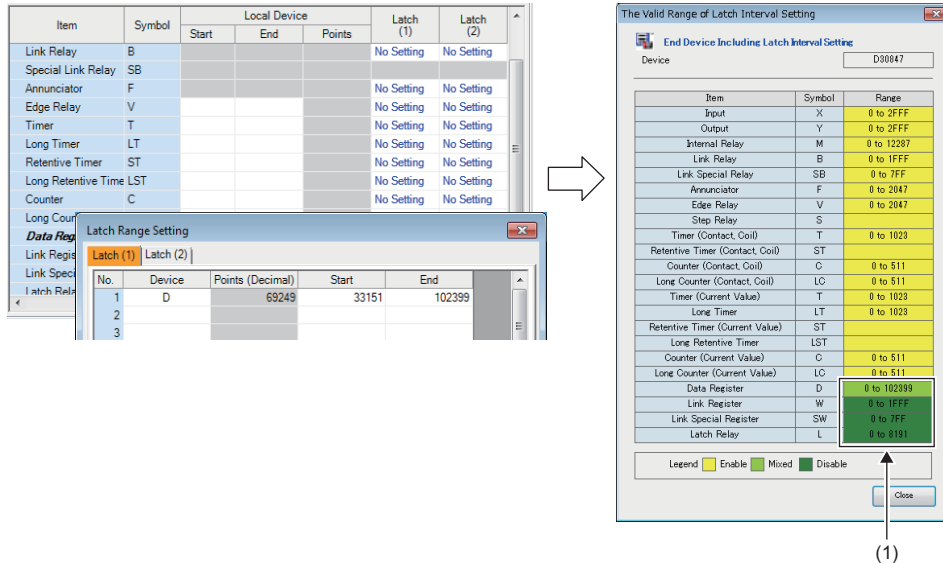 Item Symbol Local Device Latch (1) Latch (2)
Start End Points
Link Relay B No Setting No Setting
Special Link Relay SB
Annunciator F No Setting No Setting
Edge Relay V No Setting No Setting
Timer T No Setting No Setting
Long Timer LT No Setting No Setting
Retentive Timer ST No Setting No Setting
Long Retentive Time LST No Setting No Setting
Counter C No Setting No Setting
Long Cour
Data Reg
Link Regis
Link Speci
Latch Rela
Latch Range Setting
Latch (1) Latch (2)
No. Device Points (Decimal) Start End
1 D 69249 33151 102399
2
3
The Valid Range of Latch Interval Setting
End Device Including Latch Interval Setting
Device D30847
Item Symbol Range
Input X 0 to 2FFF
Output Y 0 to 2FFF
Internal Relay M 0 to 12287
Link Relay B 0 to 1FFF
Link Special Relay SB 0 to 7FF
Annunciator F 0 to 2047
Edge Relay V 0 to 2047
Step Relay S
Timer (Contact, Coil) T 0 to 1023
Retentive Timer (Contact, Coil) ST
Counter (Contact, Coil) C 0 to 511
Long Counter (Contact, Coil) LC 0 to 511
Timer (Current Value) T 0 to 1023
Long Timer LT 0 to 1023
Retentive Timer (Current Value) ST
Long Retentive Timer LST
Counter (Current Value) C 0 to 511
Long Counter (Current Value) LC 0 to 511
Data Register D 0 to 102399
Link Register W 0 to 1FFF
Link Special Register SW 0 to 7FF
Latch Relay L 0 to 8191
Legend Enable Mixed Disable
Close
(1)